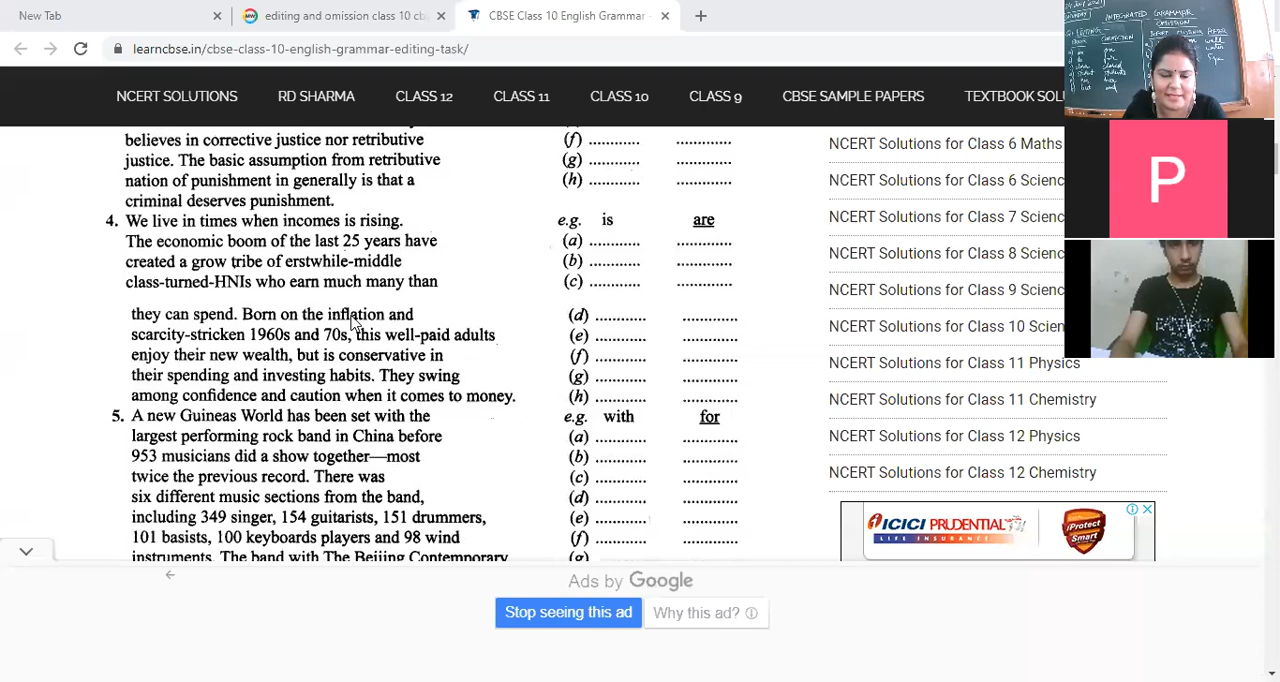 New Tab
editing and omission class 10 cb
CBSE Class 10 English Grammar
learncbse.in/cbse-class-10-english-grammar-editing-task/
NCERT SOLUTIONS RD SHARMA CLASS 12 CLASS 11 CLASS 10 CLASS 9 CBSE SAMPLE PAPERS TEXTBOOK SOLU
believes in corrective justice nor retributive (f) ........... ...........
justice. The basic assumption from retributive (g) ........... ...........
nation of punishment in generally is that a (h) ........... ...........
criminal deserves punishment.
4. We live in times when incomes is rising. e.g. is are
The economic boom of the last 25 years have (a) ........... ...........
created a grow tribe of erstwhile-middle (b) ........... ...........
class-turned-HNIs who earn much many than (c) ........... ...........
they can spend. Born on the inflation and (d) ........... ...........
scarcity-stricken 1960s and 70s, this well-paid adults (e) ........... ...........
enjoy their new wealth, but is conservative in (f) ........... ...........
their spending and investing habits. They swing (g) ........... ...........
among confidence and caution when it comes to money. (h) ........... ...........
5. A new Guineas World has been set with the e.g. with for
largest performing rock band in China before (a) ........... ...........
953 musicians did a show together—most (b) ........... ...........
twice the previous record. There was (c) ........... ...........
six different music sections from the band, (d) ........... ...........
including 349 singer, 154 guitarists, 151 drummers, (e) ........... ...........
101 basists, 100 keyboards players and 98 wind (f) ........... ...........
instruments. The band with The Beijing Contemporary (g)
NCERT Solutions for Class 6 Maths
NCERT Solutions for Class 6 Scienc
NCERT Solutions for Class 7 Scienc
NCERT Solutions for Class 8 Scienc
NCERT Solutions for Class 9 Scienc
NCERT Solutions for Class 10 Scien
NCERT Solutions for Class 11 Physics
NCERT Solutions for Class 11 Chemistry
NCERT Solutions for Class 12 Physics
NCERT Solutions for Class 12 Chemistry
ICICI PRUDENTIAL
LIFE INSURANCE
iProtect
Smart
Ads by Google
Stop seeing this ad
Why this ad?
INTEGRATED GRAMMAR
OMISSION
P